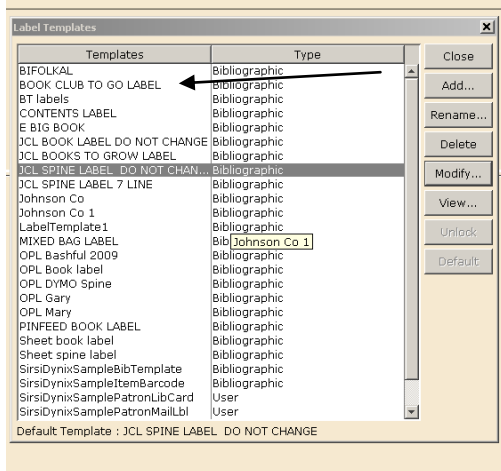 Label Templates
Templates Type Close
BIFOLKAL Bibliographic
BOOK CLUB TO GO LABEL Bibliographic Add...
BT labels Bibliographic
CONTENTS LABEL Bibliographic Rename...
E BIG BOOK Bibliographic
JCL BOOK LABEL DO NOT CHANGE Bibliographic Delete
JCL BOOKS TO GROW LABEL Bibliographic
JCL SPINE LABEL DO NOT CHAN... Bibliographic Modify...
JCL SPINE LABEL 7 LINE Bibliographic
Johnson Co Bibliographic View...
Johnson Co 1 Bibliographic
LabelTemplate1 Bibliographic Unlock
MIXED BAG LABEL Bib Johnson Co 1
OPL Bashful 2009 Bibliographic Default
OPL Book label Bibliographic
OPL DYMO Spine Bibliographic
OPL Gary Bibliographic
OPL Mary Bibliographic
PINFEED BOOK LABEL Bibliographic
Sheet book label Bibliographic
Sheet spine label Bibliographic
SirsiDynixSampleBibTemplate Bibliographic
SirsiDynixSampleItemBarcode Bibliographic
SirsiDynixSamplePatronLibCard User
SirsiDynixSamplePatronMailLbl User
Default Template : JCL SPINE LABEL DO NOT CHANGE